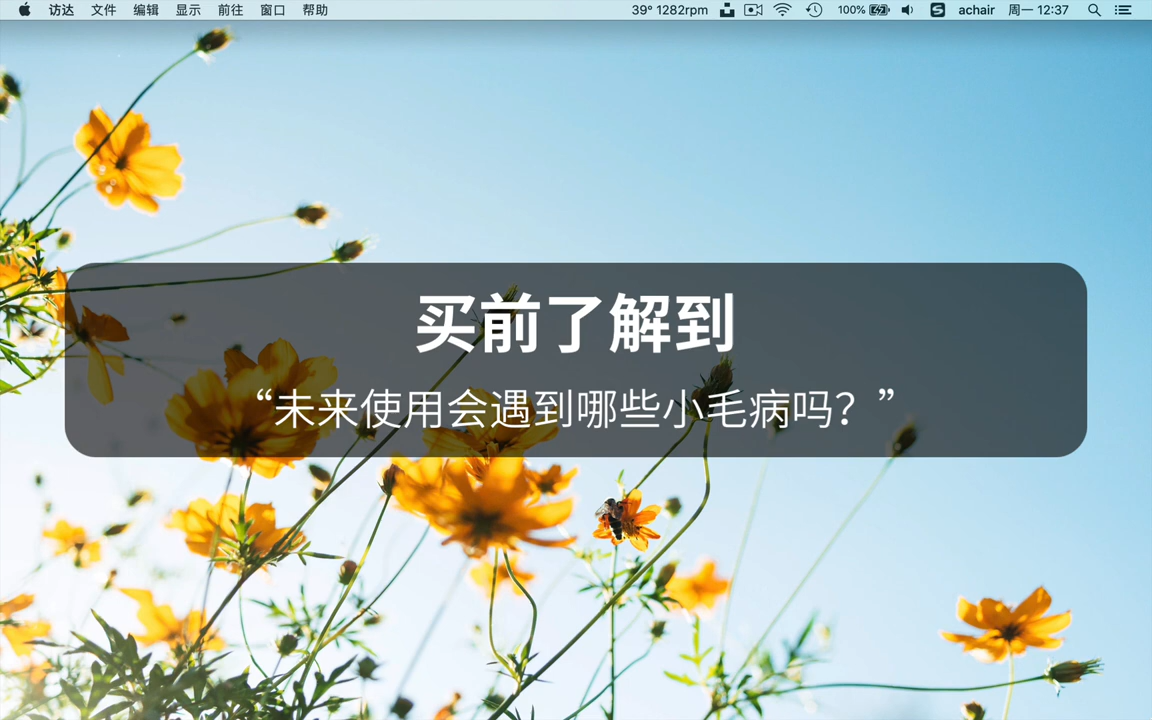 访达 文件 编辑 显示 前往 窗口 帮助 39° 1282rpm 100% achair 周一 12:37
买前了解到
“未来使用会遇到哪些小毛病吗？”